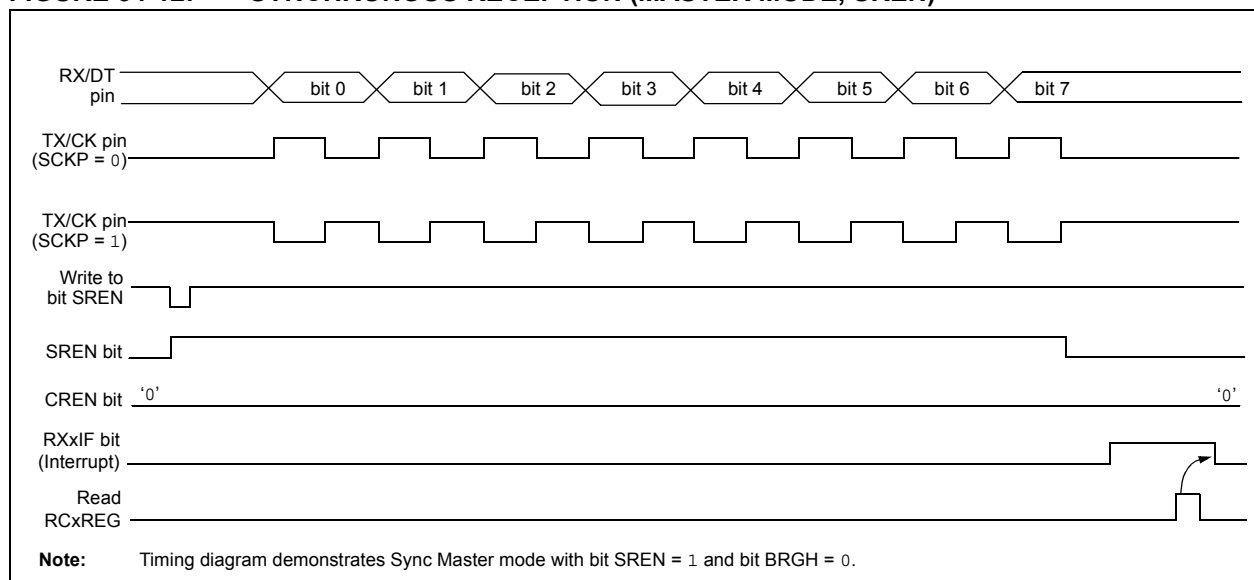 RX/DT
pin
bit 0 bit 1 bit 2 bit 3 bit 4 bit 5 bit 6 bit 7
TX/CK pin
(SCKP = 0)
TX/CK pin
(SCKP = 1)
Write to
bit SREN
SREN bit
CREN bit ‘0’ ‘0’
RXxIF bit
(Interrupt)
Read
RCxREG
Note: Timing diagram demonstrates Sync Master mode with bit SREN = 1 and bit BRGH = 0.